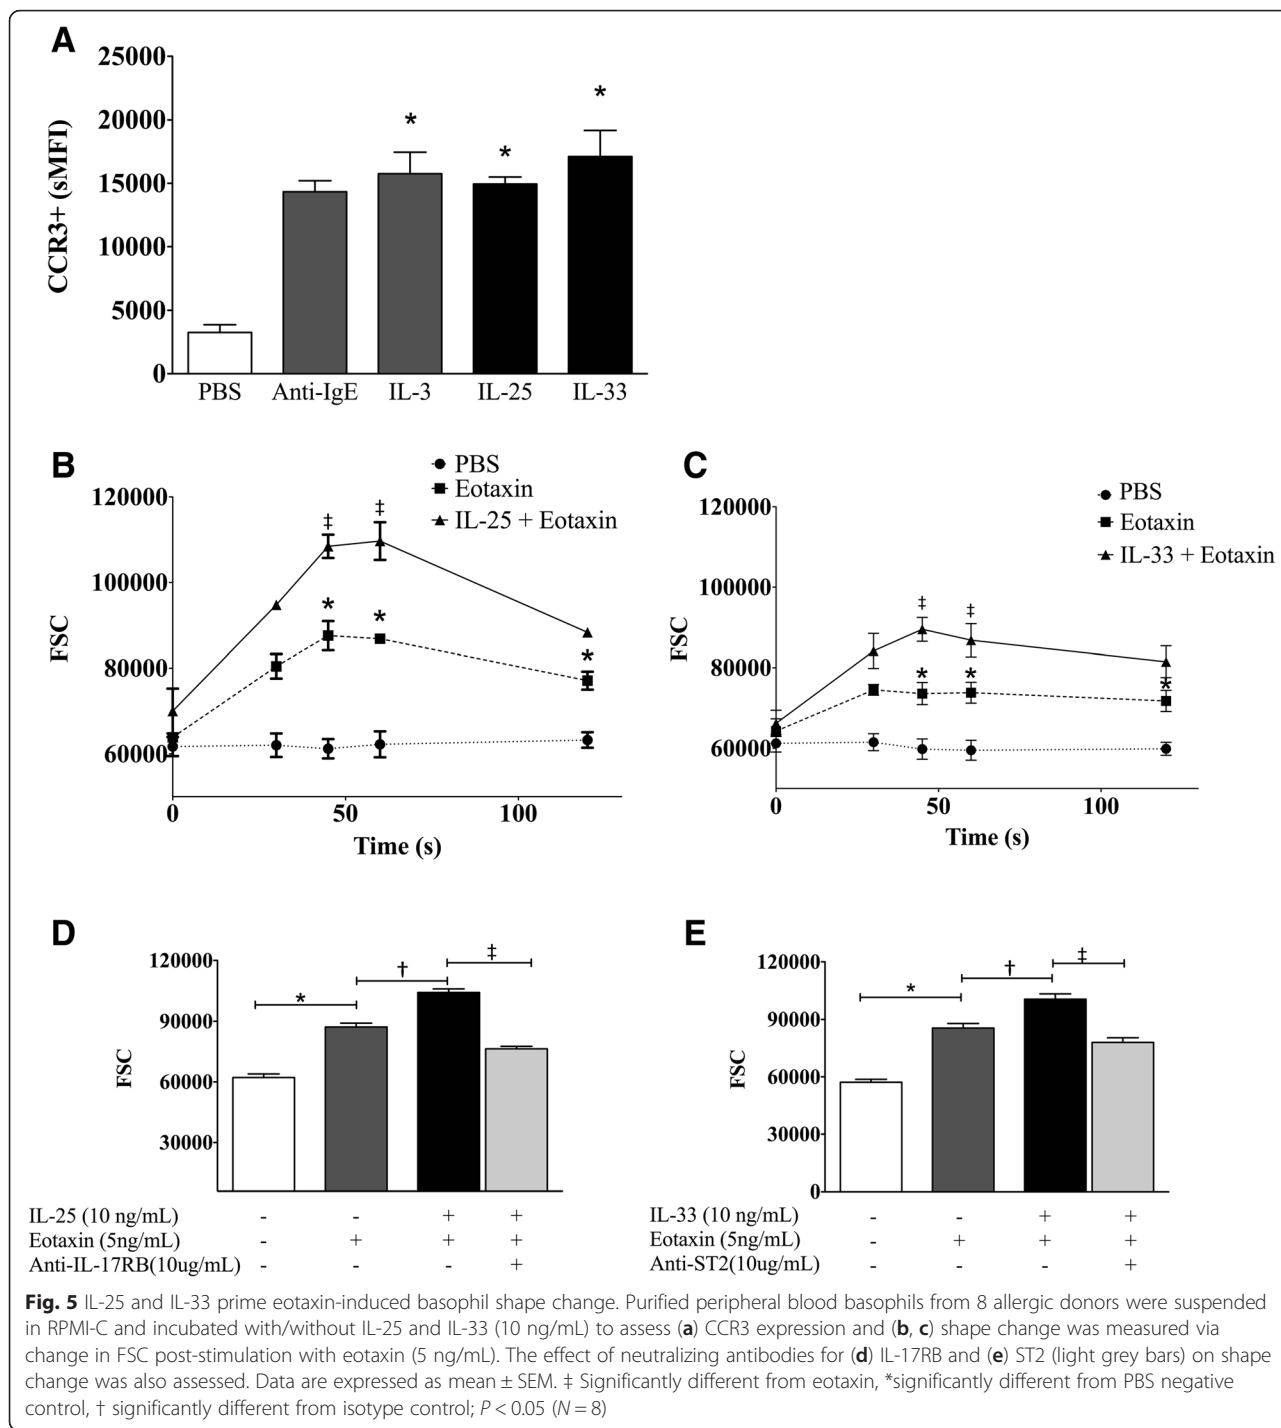 A
25000
20000
15000
10000
5000
0
CCR3+ (sMFI)
*
*
*
PBS Anti-IgE IL-3 IL-25 IL-33
B
PBS
Eotaxin
IL-25 + Eotaxin
120000
100000
80000
60000
FSC
‡ ‡
* * *
0 50 100
Time (s)
C
PBS
Eotaxin
IL-33 + Eotaxin
120000
100000
80000
60000
FSC
‡ ‡
* * *
0 50 100
Time (s)
D
120000
90000
60000
30000
FSC
* † ‡
IL-25 (10 ng/mL) - - + +
Eotaxin (5ng/mL) - + + +
Anti-IL-17RB(10ug/mL) - - - +
E
120000
90000
60000
30000
0
FSC
* † ‡
IL-33 (10 ng/mL) - - + +
Eotaxin (5ng/mL) - + + +
Anti-ST2(10ug/mL) - - - +
Fig. 5 IL-25 and IL-33 prime eotaxin-induced basophil shape change. Purified peripheral blood basophils from 8 allergic donors were suspended
in RPMI-C and incubated with/without IL-25 and IL-33 (10 ng/mL) to assess (a) CCR3 expression and (b, c) shape change was measured via
change in FSC post-stimulation with eotaxin (5 ng/mL). The effect of neutralizing antibodies for (d) IL-17RB and (e) ST2 (light grey bars) on shape
change was also assessed. Data are expressed as mean ± SEM. ‡ Significantly different from eotaxin, *significantly different from PBS negative
control, † significantly different from isotype control; P < 0.05 (N = 8)